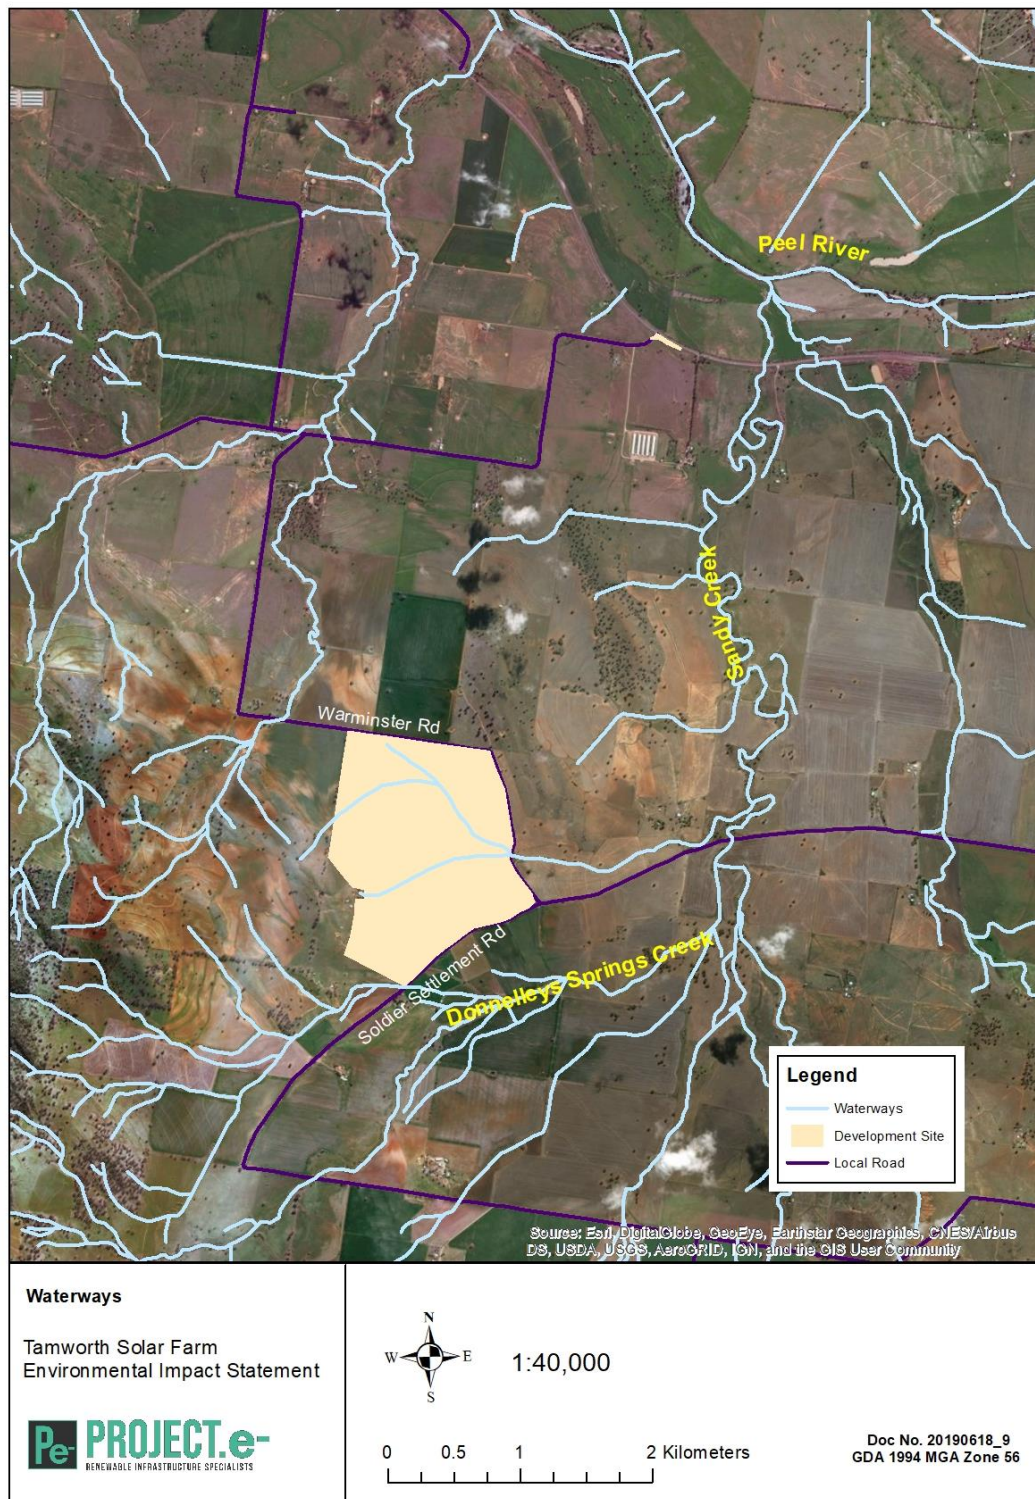 Peel River
Sandy Creek
Warminster Rd
Soldier Settlement Rd
Donnolleys Springs Creek
Legend
Waterways
Development Site
Local Road
Source: Esri, DigitalGlobe, GeoEye, Earthstar Geographics, CNES/Airbus
DS, USDA, USGS, AeroGRID, IGN, and the GIS User Community
Waterways
Tamworth Solar Farm
Environmental Impact Statement
Pe-
PROJECT.e-
RENEWABLE INFRASTRUCTURE SPECIALISTS
N
W
E
S
1:40,000
0 0.5 1 2 Kilometers
Doc No. 20190618_9
GDA 1994 MGA Zone 56